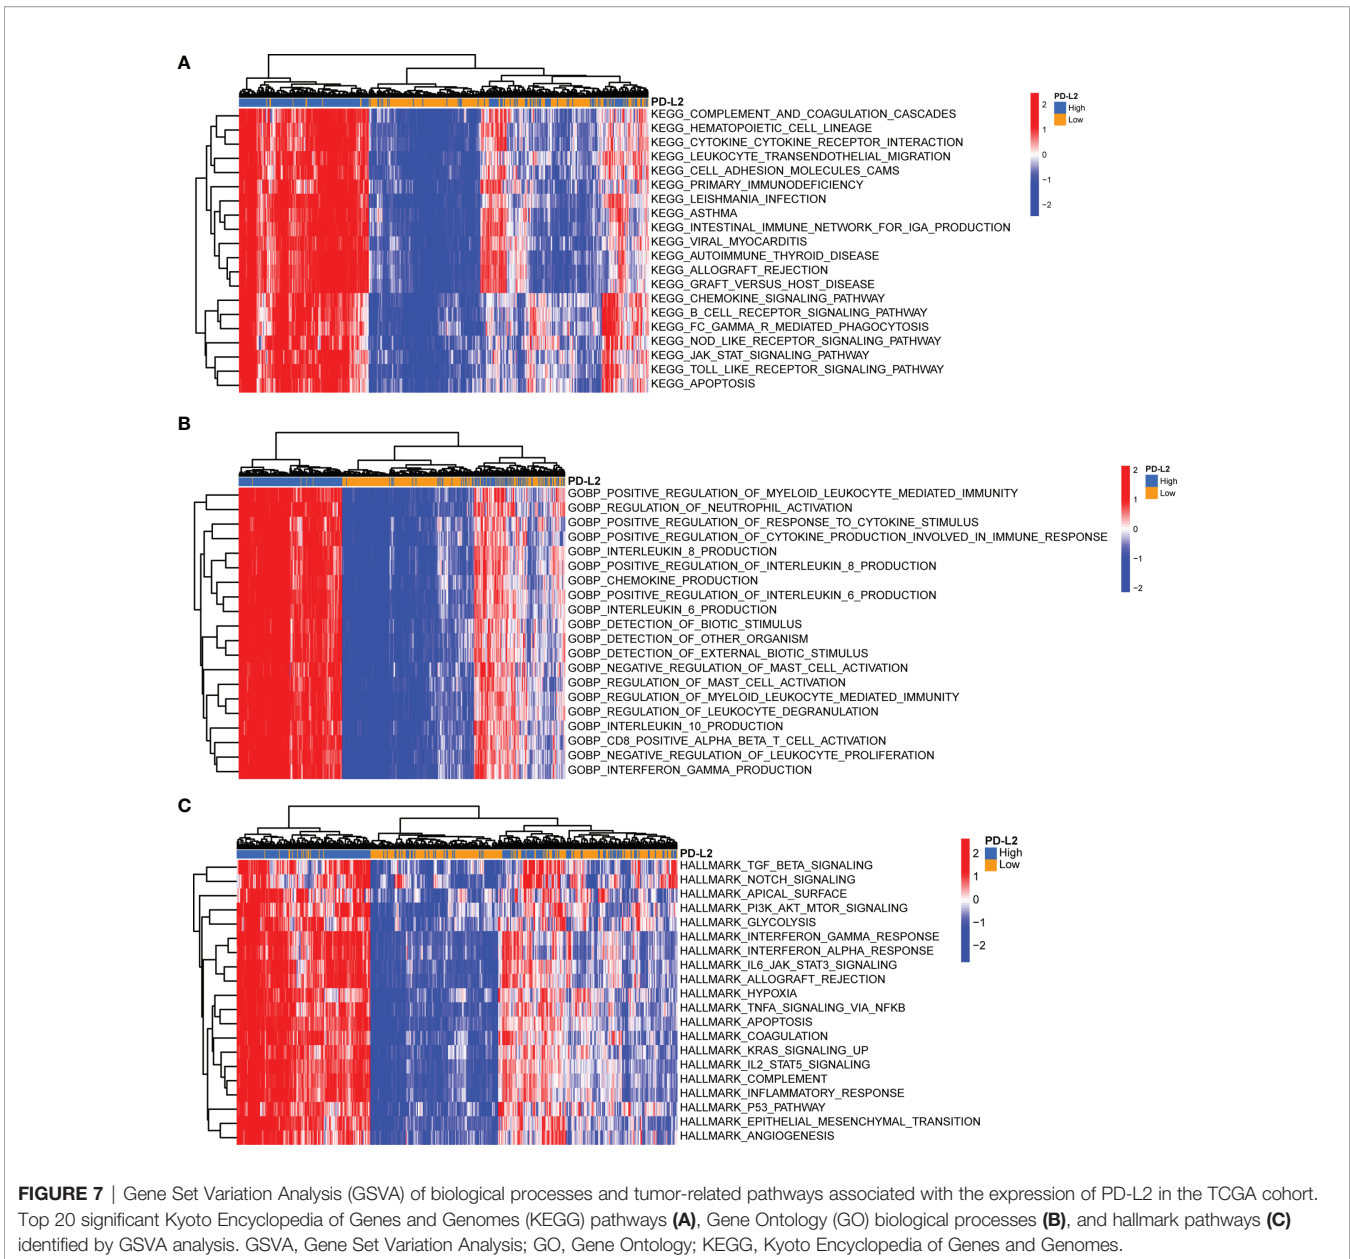 A
PD-L2
KEGG_COMPLEMENT_AND_COAGULATION_CASCADES
KEGG_HEMATOPOIETIC_CELL_LINEAGE
KEGG_CYTOKINE_CYTOKINE_RECEPTOR_INTERACTION
KEGG_LEUKOCYTE_TRANSENDOTHELIAL_MIGRATION
KEGG_CELL_ADHESION_MOLECULES_CAMS
KEGG_PRIMARY_IMMUNODEFICIENCY
KEGG_LEISHMANIA_INFECTION
KEGG_ASTHMA
KEGG_INTESTINAL_IMMUNE_NETWORK_FOR_IGA_PRODUCTION
KEGG_VIRAL_MYOCARDITIS
KEGG_AUTOIMMUNE_THYROID_DISEASE
KEGG_ALLOGRAFT_REJECTION
KEGG_GRAFT_VERSUS_HOST_DISEASE
KEGG_CHEMOKINE_SIGNALING_PATHWAY
KEGG_B_CELL_RECEPTOR_SIGNALING_PATHWAY
KEGG_FC_GAMMA_R_MEDIATED_PHAGOCYTOSIS
KEGG_NOD_LIKE_RECEPTOR_SIGNALING_PATHWAY
KEGG_JAK_STAT_SIGNALING_PATHWAY
KEGG_TOLL_LIKE_RECEPTOR_SIGNALING_PATHWAY
KEGG_APOPTOSIS
2
1
0
−1
−2
PD-L2
High
Low
B
PD-L2
GOBP_POSITIVE_REGULATION_OF_MYELOID_LEUKOCYTE_MEDIATED_IMMUNITY
GOBP_REGULATION_OF_NEUTROPHIL_ACTIVATION
GOBP_POSITIVE_REGULATION_OF_RESPONSE_TO_CYTOKINE_STIMULUS
GOBP_POSITIVE_REGULATION_OF_CYTOKINE_PRODUCTION_INVOLVED_IN_IMMUNE_RESPONSE
GOBP_INTERLEUKIN_8_PRODUCTION
GOBP_POSITIVE_REGULATION_OF_INTERLEUKIN_8_PRODUCTION
GOBP_CHEMOKINE_PRODUCTION
GOBP_POSITIVE_REGULATION_OF_INTERLEUKIN_6_PRODUCTION
GOBP_INTERLEUKIN_6_PRODUCTION
GOBP_DETECTION_OF_BIOTIC_STIMULUS
GOBP_DETECTION_OF_OTHER_ORGANISM
GOBP_DETECTION_OF_EXTERNAL_BIOTIC_STIMULUS
GOBP_NEGATIVE_REGULATION_OF_MAST_CELL_ACTIVATION
GOBP_REGULATION_OF_MAST_CELL_ACTIVATION
GOBP_REGULATION_OF_MYELOID_LEUKOCYTE_MEDIATED_IMMUNITY
GOBP_REGULATION_OF_LEUKOCYTE_DEGRANULATION
GOBP_INTERLEUKIN_10_PRODUCTION
GOBP_CD8_POSITIVE_ALPHA_BETA_T_CELL_ACTIVATION
GOBP_NEGATIVE_REGULATION_OF_LEUKOCYTE_PROLIFERATION
GOBP_INTERFERON_GAMMA_PRODUCTION
2
1
0
−1
−2
PD-L2
High
Low
C
PD-L2
HALLMARK_TGF_BETA_SIGNALING
HALLMARK_NOTCH_SIGNALING
HALLMARK_APICAL_SURFACE
HALLMARK_PI3K_AKT_MTOR_SIGNALING
HALLMARK_GLYCOLYSIS
HALLMARK_INTERFERON_GAMMA_RESPONSE
HALLMARK_INTERFERON_ALPHA_RESPONSE
HALLMARK_IL6_JAK_STAT3_SIGNALING
HALLMARK_ALLOGRAFT_REJECTION
HALLMARK_HYPOXIA
HALLMARK_TNFA_SIGNALING_VIA_NFKB
HALLMARK_APOPTOSIS
HALLMARK_COAGULATION
HALLMARK_KRAS_SIGNALING_UP
HALLMARK_IL2_STAT5_SIGNALING
HALLMARK_COMPLEMENT
HALLMARK_INFLAMMATORY_RESPONSE
HALLMARK_P53_PATHWAY
HALLMARK_EPITHELIAL_MESENCHYMAL_TRANSITION
HALLMARK_ANGIOGENESIS
2
1
0
−1
−2
PD-L2
High
Low
FIGURE 7 | Gene Set Variation Analysis (GSVA) of biological processes and tumor-related pathways associated with the expression of PD-L2 in the TCGA cohort.
Top 20 significant Kyoto Encyclopedia of Genes and Genomes (KEGG) pathways (A), Gene Ontology (GO) biological processes (B), and hallmark pathways (C)
identified by GSVA analysis. GSVA, Gene Set Variation Analysis; GO, Gene Ontology; KEGG, Kyoto Encyclopedia of Genes and Genomes.